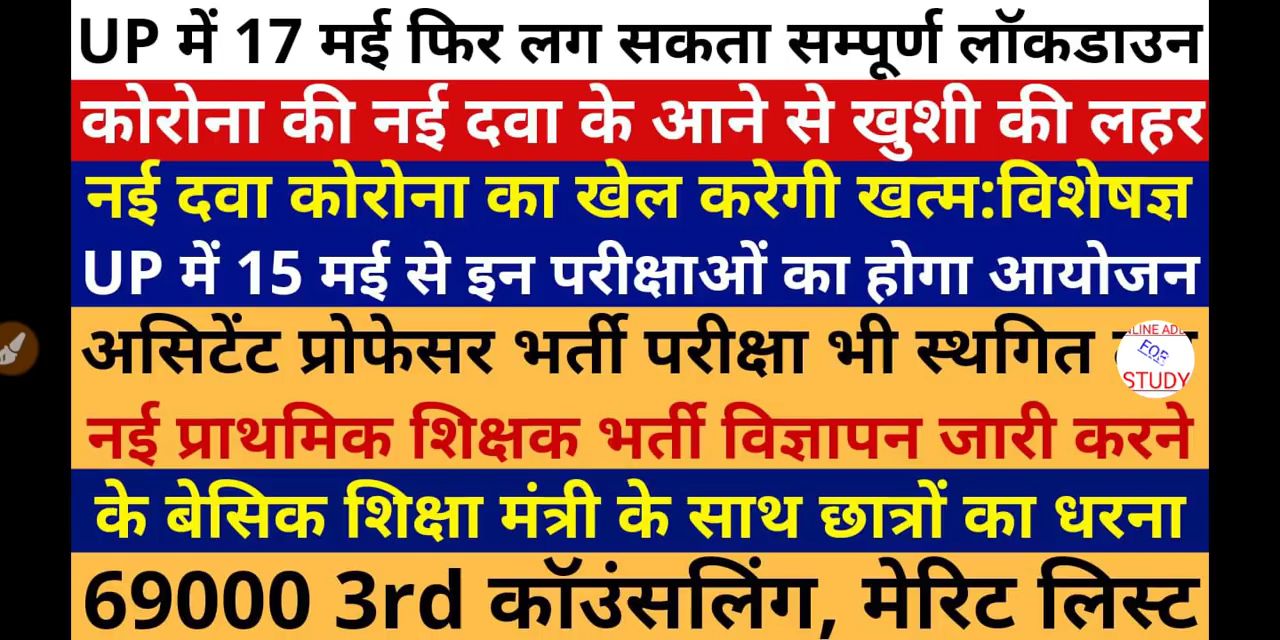 UP में 17 मई फिर लग सकता सम्पूर्ण लॉकडाउन
कोरोना की नई दवा के आने से खुशी की लहर
नई दवा कोरोना का खेल करेगी खत्म:विशेषज्ञ
UP में 15 मई से इन परीक्षाओं का होगा आयोजन
असिटेंट प्रोफेसर भर्ती परीक्षा भी स्थगित
FOR
STUDY
नई प्राथमिक शिक्षक भर्ती विज्ञापन जारी करने
के बेसिक शिक्षा मंत्री के साथ छात्रों का धरना
69000 3rd कॉउंसलिंग, मेरिट लिस्ट